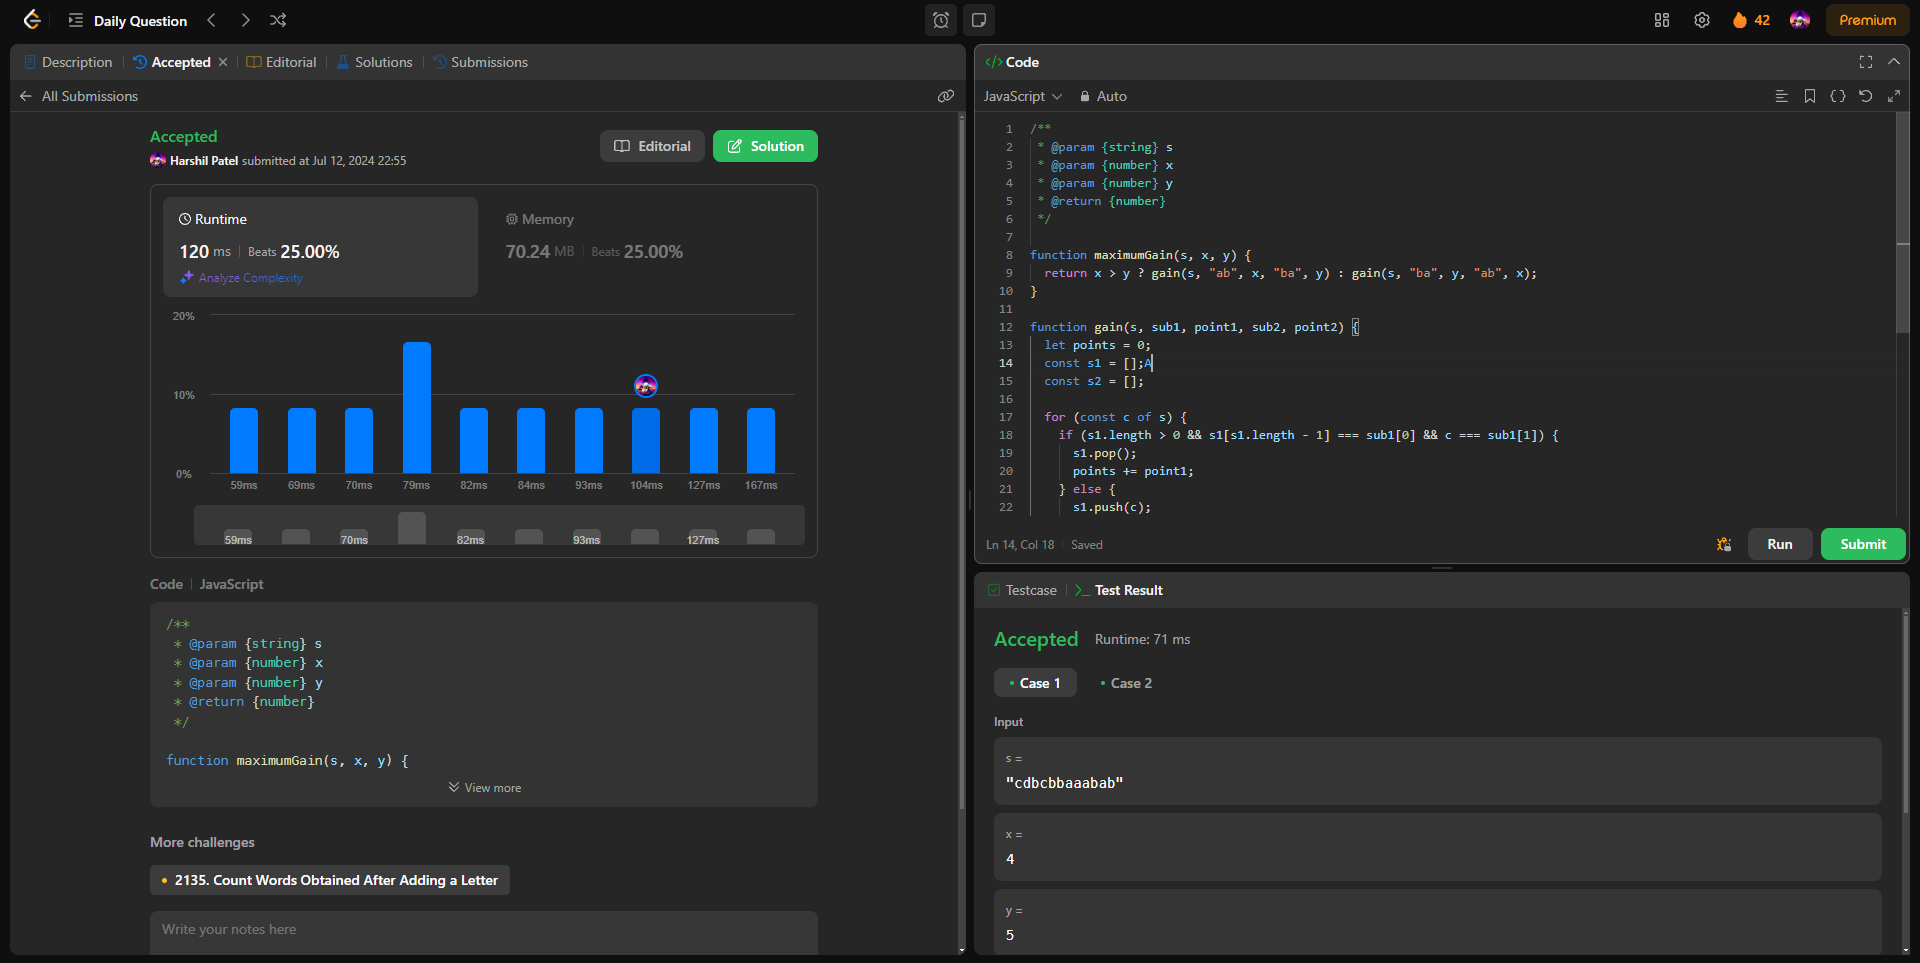 Daily Question
42
Premium
Description
Accepted
Editorial
Solutions
Submissions
All Submissions
Accepted
Harshil Patel submitted at Jul 12, 2024 22:55
Editorial
Solution
Runtime
120 ms
Beats 25.00%
Analyze Complexity
Memory
70.24 MB
Beats 25.00%
20%
10%
0%
59ms 69ms 70ms 79ms 82ms 84ms 93ms 104ms 127ms 167ms
59ms 70ms 82ms 93ms 127ms
Code
JavaScript
/**
* @param {string} s
* @param {number} x
* @param {number} y
* @return {number}
*/
function maximumGain(s, x, y) {
View more
More challenges
2135. Count Words Obtained After Adding a Letter
Write your notes here
</> Code
JavaScript
Auto
1 /**
2 * @param {string} s
3 * @param {number} x
4 * @param {number} y
5 * @return {number}
6 */
7
8 function maximumGain(s, x, y) {
9 return x > y ? gain(s, "ab", x, "ba", y) : gain(s, "ba", y, "ab", x);
10 }
11
12 function gain(s, sub1, point1, sub2, point2) {
13 let points = 0;
14 const s1 = [];A
15 const s2 = [];
16
17 for (const c of s) {
18 if (s1.length > 0 && s1[s1.length - 1] === sub1[0] && c === sub1[1]) {
19 s1.pop();
20 points += point1;
21 } else {
22 s1.push(c);
Ln 14, Col 18
Saved
Run
Submit
Testcase
Test Result
Accepted
Runtime: 71 ms
Case 1
Case 2
Input
s =
"cdbcbbaaabab"
x =
4
y =
5